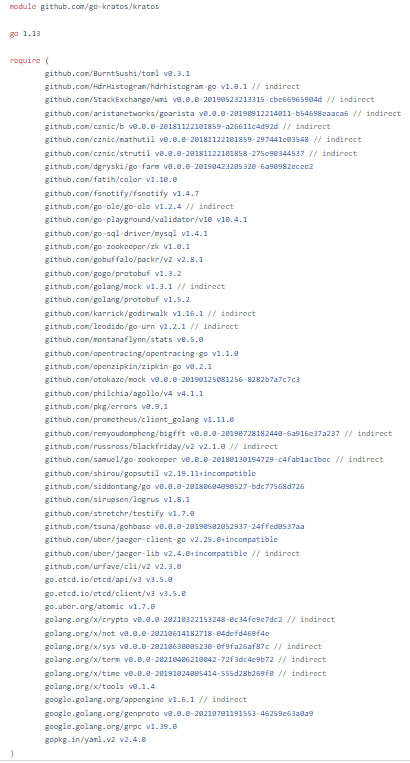 module github.com/go-kratos/kratos
go 1.13
require (
github.com/BurntSushi/toml v0.3.1
github.com/HdrHistogram/hdrhistogram-go v1.0.1 // indirect
github.com/StackExchange/wmi v0.0.0-20190523213315-cbe66965904d // indirect
github.com/aristanetworks/goarista v0.0.0-20190912214011-b54698eaaca6 // indirect
github.com/cznic/b v0.0.0-20181122101859-a26611c4d92d // indirect
github.com/cznic/mathutil v0.0.0-20181122101859-297441e03548 // indirect
github.com/cznic/strutil v0.0.0-20181122101858-275e90344537 // indirect
github.com/dgryski/go-farm v0.0.0-20190423205320-6a90982ecee2
github.com/fatih/color v1.10.0
github.com/fsnotify/fsnotify v1.4.7
github.com/go-ole/go-ole v1.2.4 // indirect
github.com/go-playground/validator/v10 v10.4.1
github.com/go-sql-driver/mysql v1.4.1
github.com/go-zookeeper/zk v1.0.1
github.com/gobuffalo/packr/v2 v2.8.1
github.com/gogo/protobuf v1.3.2
github.com/golang/mock v1.3.1 // indirect
github.com/golang/protobuf v1.5.2
github.com/karrick/godirwalk v1.16.1 // indirect
github.com/leodido/go-urn v1.2.1 // indirect
github.com/montanaflynn/stats v0.5.0
github.com/opentracing/opentracing-go v1.1.0
github.com/openzipkin/zipkin-go v0.2.1
github.com/otokaze/mock v0.0.0-20190125081256-8282b7a7c7c3
github.com/philchia/agollo/v4 v4.1.1
github.com/pkg/errors v0.9.1
github.com/prometheus/client_golang v1.11.0
github.com/remyoudompheng/bigfft v0.0.0-20190728182440-6a916e37a237 // indirect
github.com/russross/blackfriday/v2 v2.1.0 // indirect
github.com/samuel/go-zookeeper v0.0.0-20180130194729-c4fab1ac1bec // indirect
github.com/shirou/gopsutil v2.19.11+incompatible
github.com/siddontang/go v0.0.0-20180604090527-bdc77568d726
github.com/sirupsen/logrus v1.8.1
github.com/stretchr/testify v1.7.0
github.com/tsuna/gohbase v0.0.0-20190502052937-24ffed0537aa
github.com/uber/jaeger-client-go v2.25.0+incompatible
github.com/uber/jaeger-lib v2.4.0+incompatible // indirect
github.com/urfave/cli/v2 v2.3.0
go.etcd.io/etcd/api/v3 v3.5.0
go.etcd.io/etcd/client/v3 v3.5.0
go.uber.org/atomic v1.7.0
golang.org/x/crypto v0.0.0-20210322153248-0c34fe9e7dc2 // indirect
golang.org/x/net v0.0.0-20210614182718-04defd469f4e
golang.org/x/sys v0.0.0-20210630005230-0f9fa26af87c // indirect
golang.org/x/term v0.0.0-20210406210042-72f3dc4e9b72 // indirect
golang.org/x/time v0.0.0-20191024005414-555d28b269f0 // indirect
golang.org/x/tools v0.1.4
google.golang.org/appengine v1.6.1 // indirect
google.golang.org/genproto v0.0.0-20210701191553-46259e63a0a9
google.golang.org/grpc v1.39.0
gopkg.in/yaml.v2 v2.4.0
)